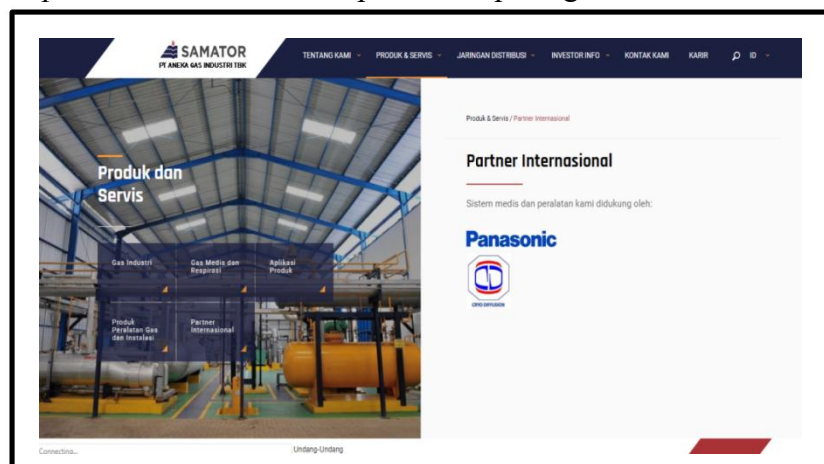 SAMATOR
PT ANEKA GAS INDUSTRI TBK
TENTANG KAMI
PRODUK & SERVIS
JARINGAN DISTRIBUSI
INVESTOR INFO
KONTAK KAMI
KARIR
ID
Produk dan
Servis
Gas Industri
Gas Medis dan
Respirasi
Aplikasi
Produk
Produk
Peralatan Gas
dan Instalasi
Partner
Internasional
Produk & Servis / Partner Internasional
Partner Internasional
Sistem medis dan peralatan kami didukung oleh:
Panasonic
CRYO DIFFUSION
Connecting...
Undang-Undang